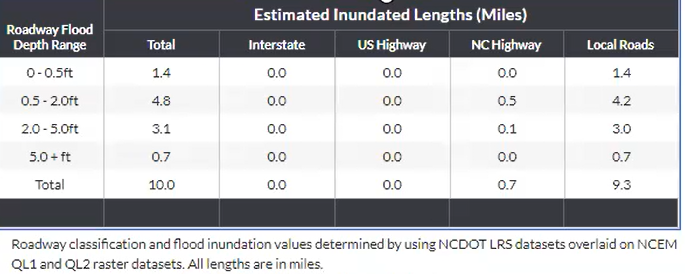 Estimated Inundated Lengths (Miles)
Roadway Flood
Depth Range Total Interstate US Highway NC Highway Local Roads
0 - 0.5ft 1.4 0.0 0.0 0.0 1.4
0.5 - 2.0ft 4.8 0.0 0.0 0.5 4.2
2.0 - 5.0ft 3.1 0.0 0.0 0.1 3.0
5.0 + ft 0.7 0.0 0.0 0.0 0.7
Total 10.0 0.0 0.0 0.7 9.3
Roadway classification and flood inundation values determined by using NCDOT LRS datasets overlaid on NCEM
QL1 and QL2 raster datasets. All lengths are in miles.